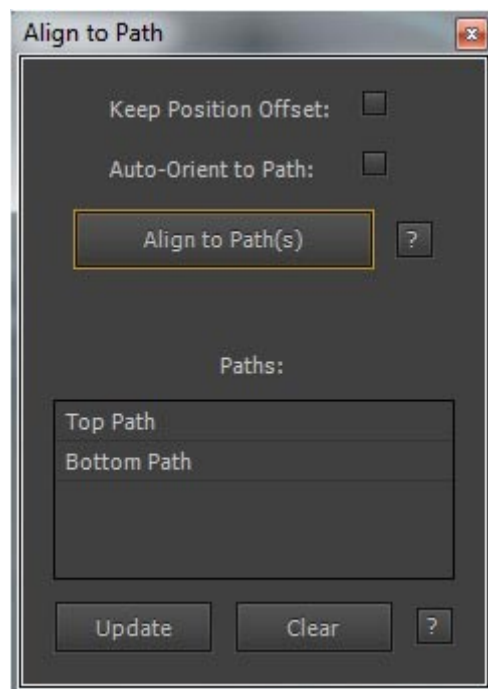 Align to Path
Keep Position Offset:
Auto-Orient to Path:
Align to Path(s) ?
Paths:
Top Path
Bottom Path
Update Clear ?